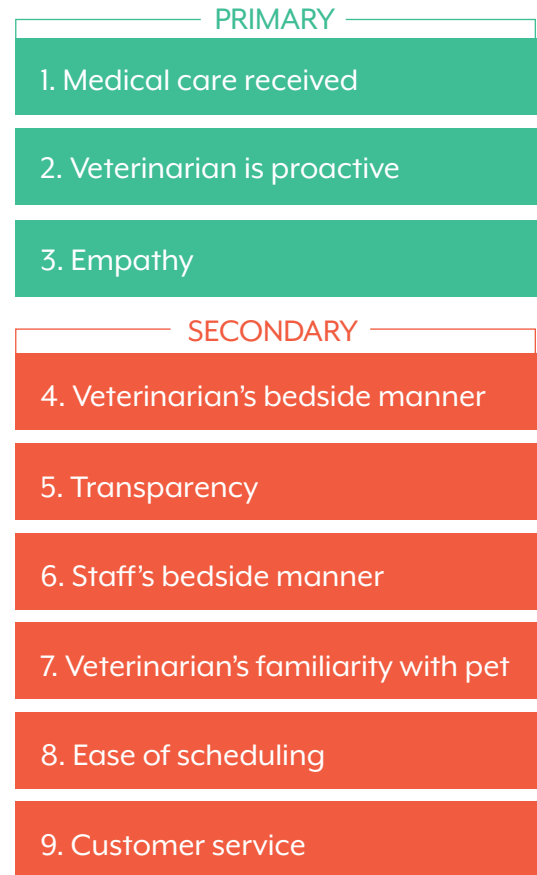 PRIMARY
1. Medical care received
2. Veterinarian is proactive
3. Empathy
SECONDARY
4. Veterinarian’s bedside manner
5. Transparency
6. Staff’s bedside manner
7. Veterinarian’s familiarity with pet
8. Ease of scheduling
9. Customer service